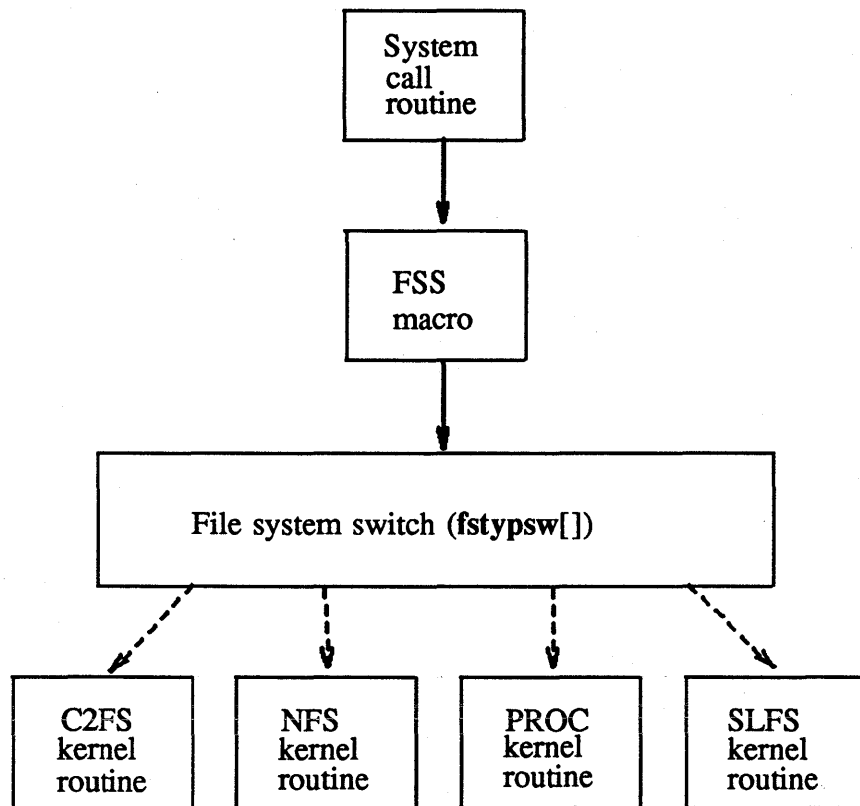 System
call
routine
FSS
macro
File system switch (fstypsw[])
C2FS
kernel
routine
NFS
kernel
routine
PROC
kernel
routine
SLFS
kernel
routine